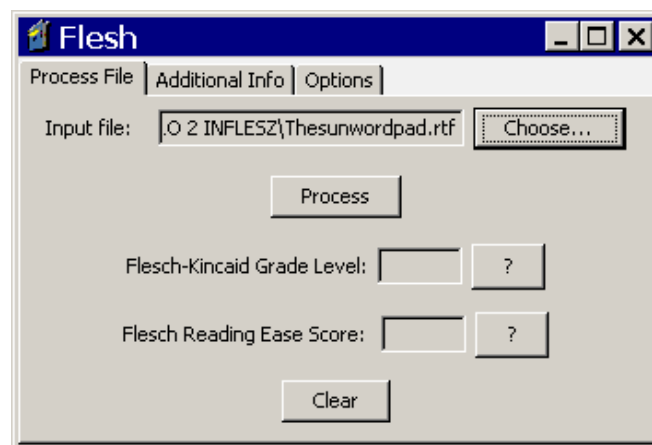 Flesh
Process File Additional Info Options
Input file: .O 2 INFLESZ\Thesunwordpad.rtf Choose...
Process
Flesch-Kincaid Grade Level: ?
Flesch Reading Ease Score: ?
Clear